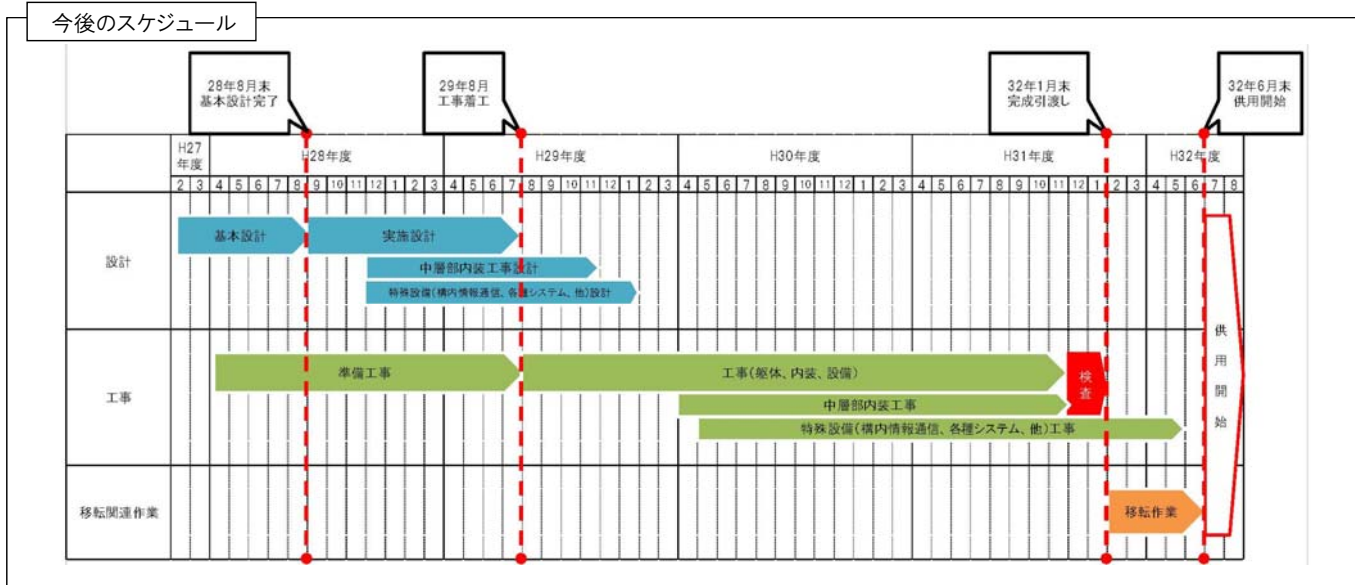 今後のスケジュール
28年8月末
基本設計完了
29年8月
工事着工
32年1月末
完成引渡し
32年6月末
供用開始
H27
年度
H28年度
H29年度
H30年度
H31年度
H32年度
2 3 4 5 6 7 8 9 10 11 12 1 2 3 4 5 6 7 8 9 10 11 12 1 2 3 4 5 6 7 8 9 10 11 12 1 2 3 4 5 6 7 8 9 10 11 12 1 2 3 4 5 6 7 8
設計
基本設計
実施設計
中層部内装工事設計
特殊設備(構内情報通信、各種システム、他)設計
工事
準備工事
工事(躯体、内装、設備)
検査
中層部内装工事
特殊設備(構内情報通信、各種システム、他)工事
供用開始
移転関連作業
移転作業